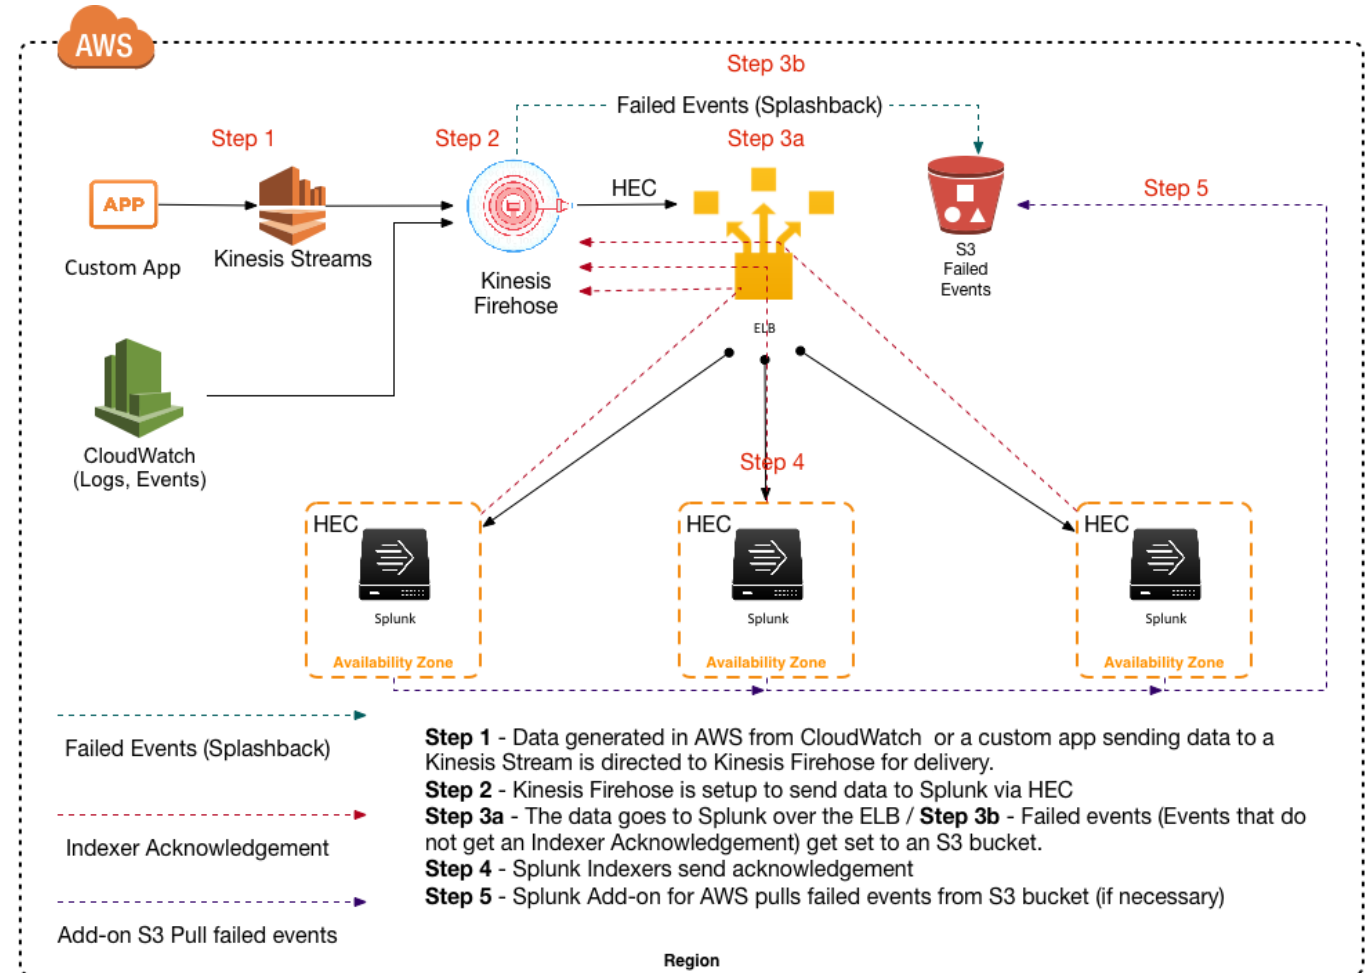 AWS
Step 3b
Failed Events (Splashback)
Step 1
Step 2
Step 3a
HEC
Step 5
APP
Custom App
Kinesis Streams
Kinesis
Firehose
S3
Failed
Events
ELB
CloudWatch
(Logs, Events)
Step 4
HEC
Splunk
Availability Zone
HEC
Splunk
Availability Zone
HEC
Splunk
Availability Zone
Failed Events (Splashback)
Indexer Acknowledgement
Add-on S3 Pull failed events
Step 1 - Data generated in AWS from CloudWatch or a custom app sending data to a
Kinesis Stream is directed to Kinesis Firehose for delivery.
Step 2 - Kinesis Firehose is setup to send data to Splunk via HEC
Step 3a - The data goes to Splunk over the ELB / Step 3b - Failed events (Events that do
not get an Indexer Acknowledgement) get set to an S3 bucket.
Step 4 - Splunk Indexers send acknowledgement
Step 5 - Splunk Add-on for AWS pulls failed events from S3 bucket (if necessary)
Region